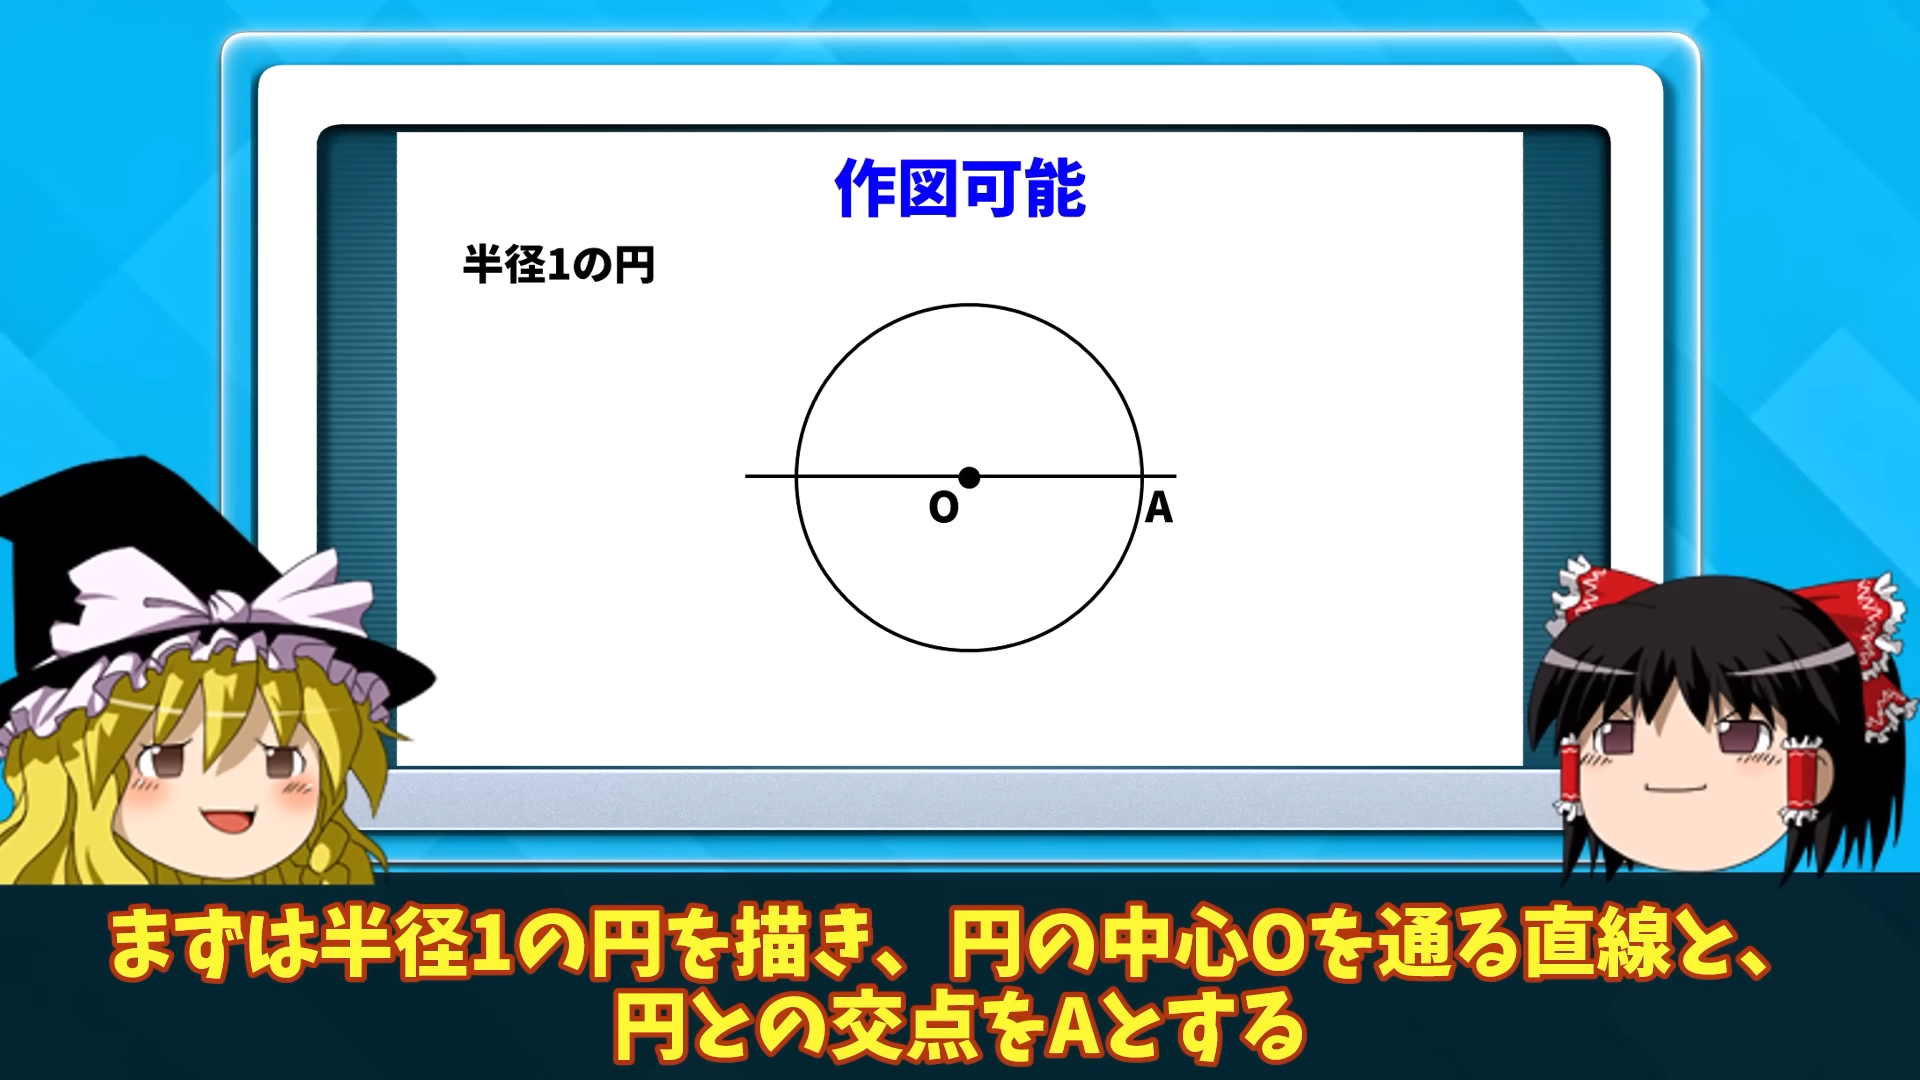 作図可能
半径1の円
O
A
まずは半径1の円を描き、円の中心Oを通る直線と、
円との交点をAとする